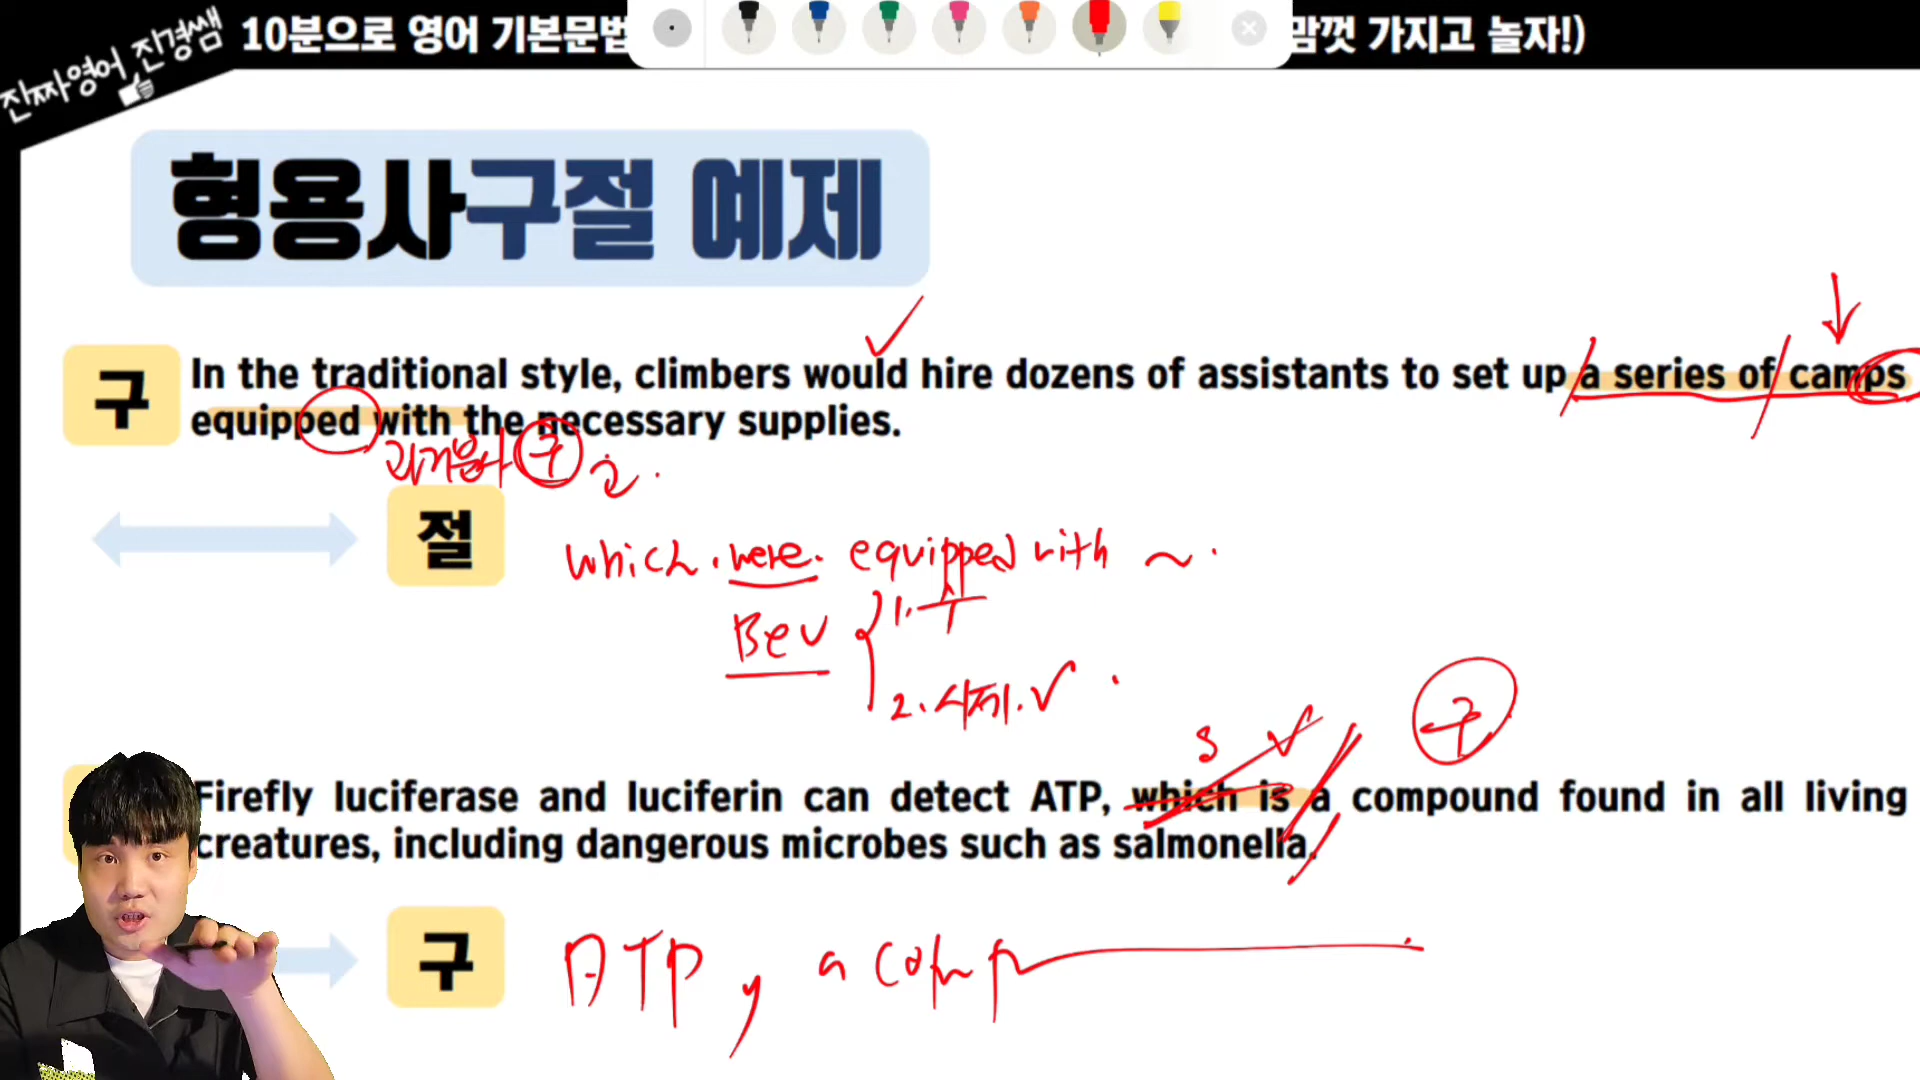 진짜영어 진경쌤
10분으로 영어 기본문법 맘껏 가지고 놀자!)
형용사구절 예제
구
In the traditional style, climbers would hire dozens of assistants to set up a series of camps
equipped with the necessary supplies.
과거분사 구
절
which were equipped with ~.
Be V
1. 수
2. 시제.
S
구
Firefly luciferase and luciferin can detect ATP, which is a compound found in all living
creatures, including dangerous microbes such as salmonella.
구
ATP, a comp